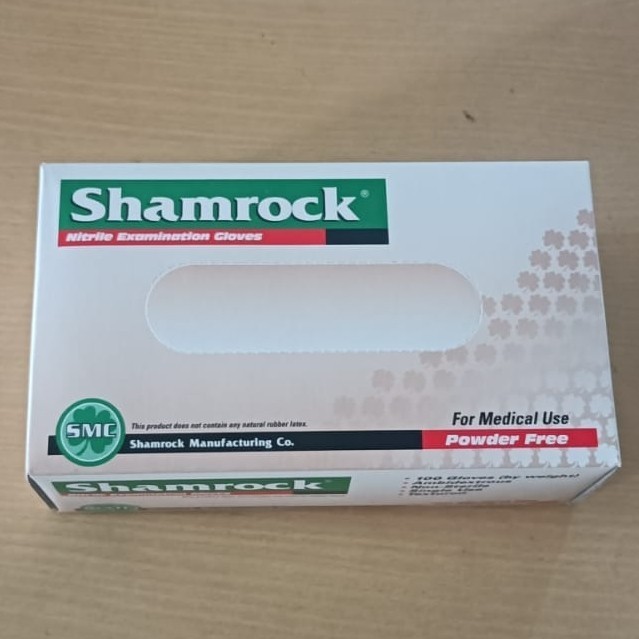 Shamrock®
Nitrile Examination Gloves
For Medical Use
This product does not contain any natural rubber latex.
SMC
Shamrock Manufacturing Co.
Powder Free
Shamrock®
100 Gloves (by weight)
Ambidextrous
Non-Sterile
Single Use